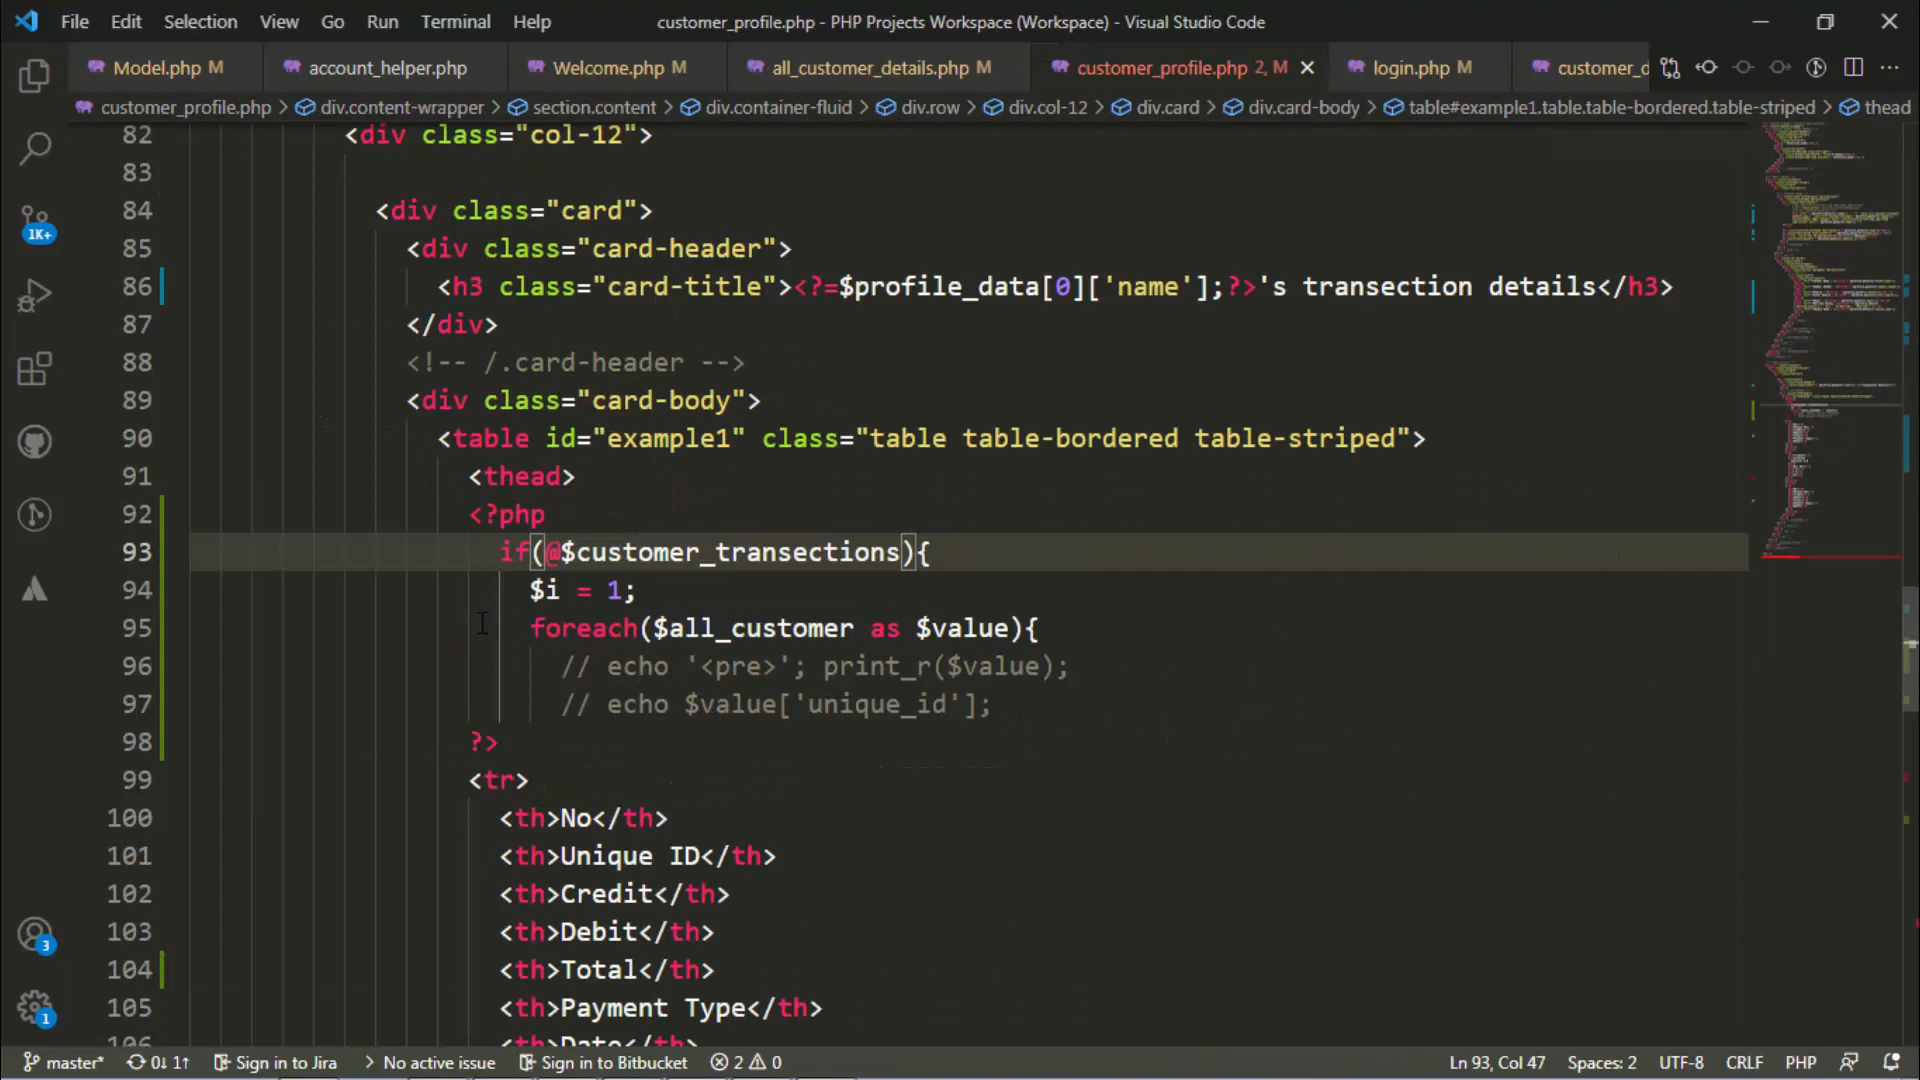 File Edit Selection View Go Run Terminal Help customer_profile.php - PHP Projects Workspace (Workspace) - Visual Studio Code
Model.php M account_helper.php Welcome.php M all_customer_details.php M customer_profile.php 2, M login.php M customer_d
customer_profile.php > div.content-wrapper > section.content > div.container-fluid > div.row > div.col-12 > div.card > div.card-body > table#example1.table.table-bordered.table-striped > thead
82 <div class="col-12">
83
84 <div class="card">
85 <div class="card-header">
86 <h3 class="card-title"><?=$profile_data[0]['name'];?>'s transection details</h3>
87 </div>
88 <!-- /.card-header -->
89 <div class="card-body">
90 <table id="example1" class="table table-bordered table-striped">
91 <thead>
92 <?php
93 if(@$customer_transections){
94 $i = 1;
95 foreach($all_customer as $value){
96 // echo '<pre>'; print_r($value);
97 // echo $value['unique_id'];
98 ?>
99 <tr>
100 <th>No</th>
101 <th>Unique ID</th>
102 <th>Credit</th>
103 <th>Debit</th>
104 <th>Total</th>
105 <th>Payment Type</th>
106 <th>Date</th>
1K+
3
1
master* 0↓ 1↑ Sign in to Jira > No active issue Sign in to Bitbucket 2 0 Ln 93, Col 47 Spaces: 2 UTF-8 CRLF PHP